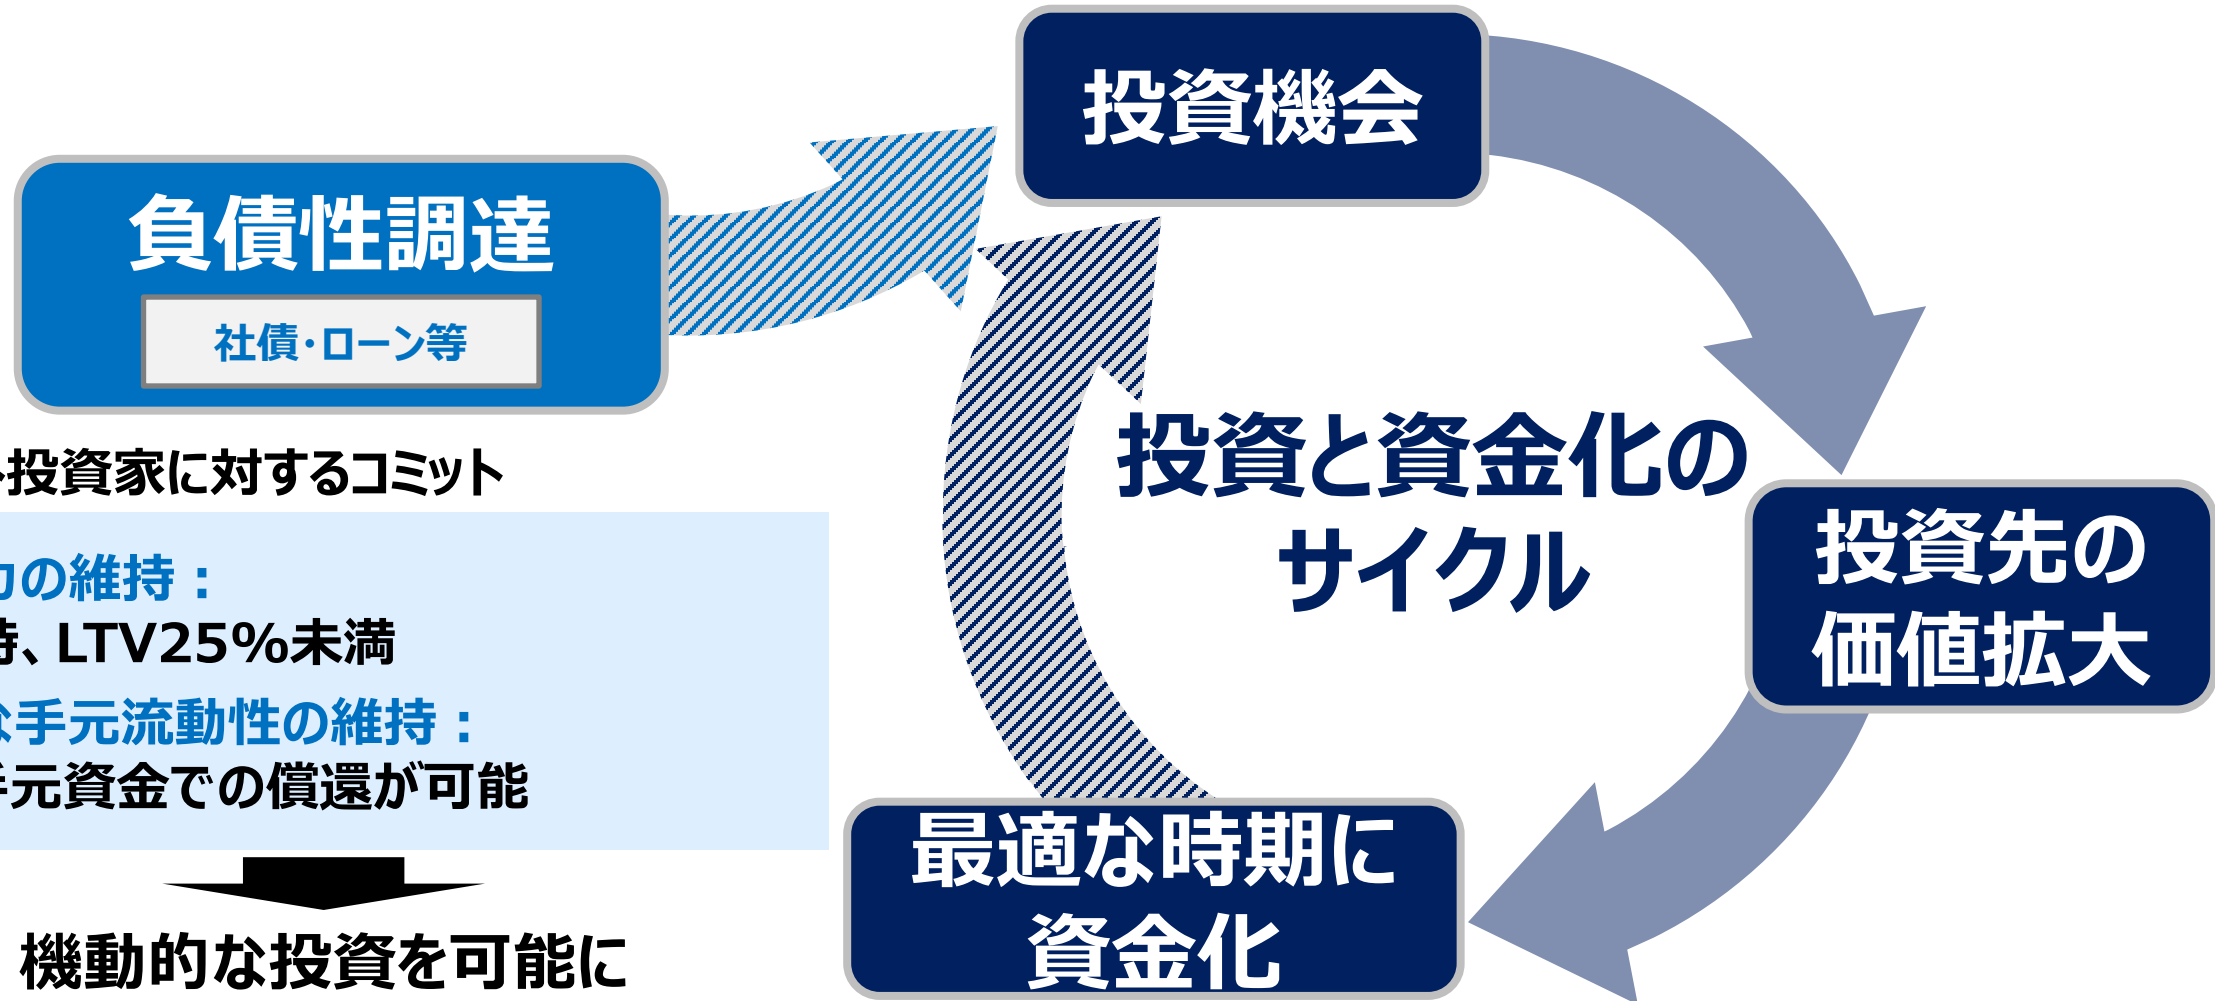 投資機会
負債性調達
社債・ローン等
投資と資金化の
サイクル
投資先の
価値拡大
最適な時期に
資金化
投資家に対するコミット
の維持：
、LTV25%未満
手元流動性の維持：
元資金での償還が可能
機動的な投資を可能に